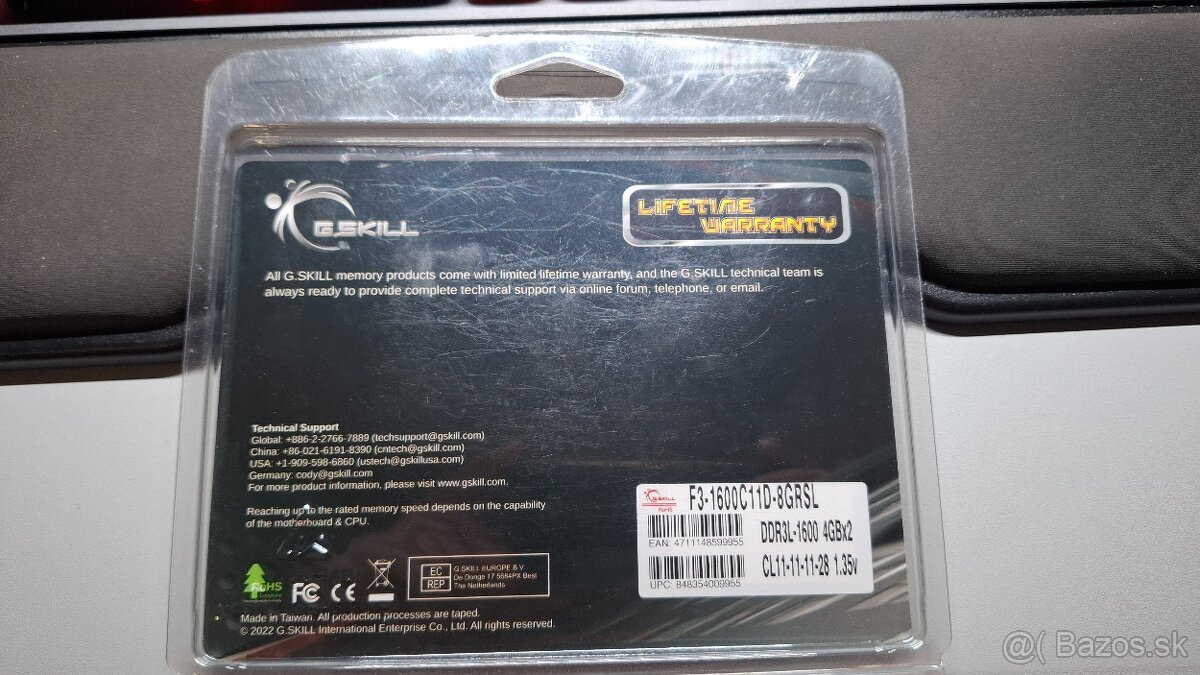 G.SKILL
LIFETIME
WARRANTY
All G.SKILL memory products come with limited lifetime warranty, and the G.SKILL technical team is
always ready to provide complete technical support via online forum, telephone, or email.
Technical Support
Global: +886-2-2766-7889 (techsupport@gskill.com)
China: +86-021-6191-8390 (cntech@gskill.com)
USA: +1-909-598-6860 (ustech@gskillusa.com)
Germany: cody@gskill.com
For more product information, please visit www.gskill.com.
Reaching up to the rated memory speed depends on the capability
of the motherboard & CPU.
G.SKILL
RoHS
F3-1600C11D-8GRSL
DDR3L-1600 4GBx2
EAN: 4711148599955
CL11-11-11-28 1.35v
UPC: 848354009955
RoHS
FC CE
EC
REP
G.SKILL EUROPE B.V.
De Donge 17 5684PX Best
The Netherlands
Made in Taiwan. All production processes are taped.
© 2022 G.SKILL International Enterprise Co., Ltd. All rights reserved.
@( Bazos.sk